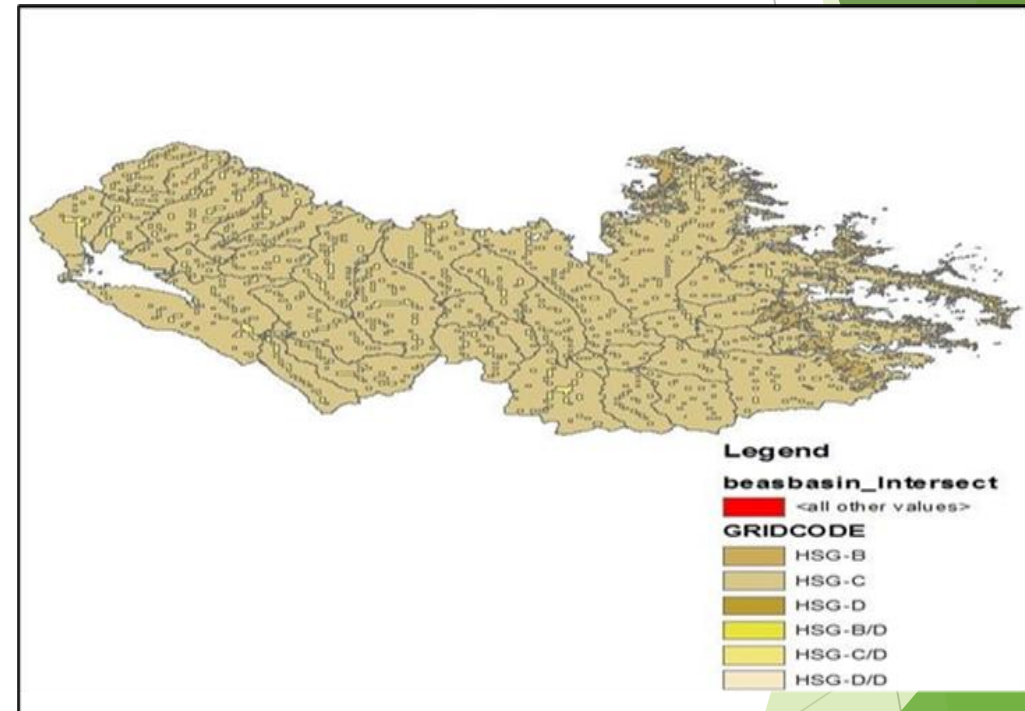 Legend
beasbasin_Intersect
<all other values>
GRIDCODE
HSG-B
HSG-C
HSG-D
HSG-B/D
HSG-C/D
HSG-D/D